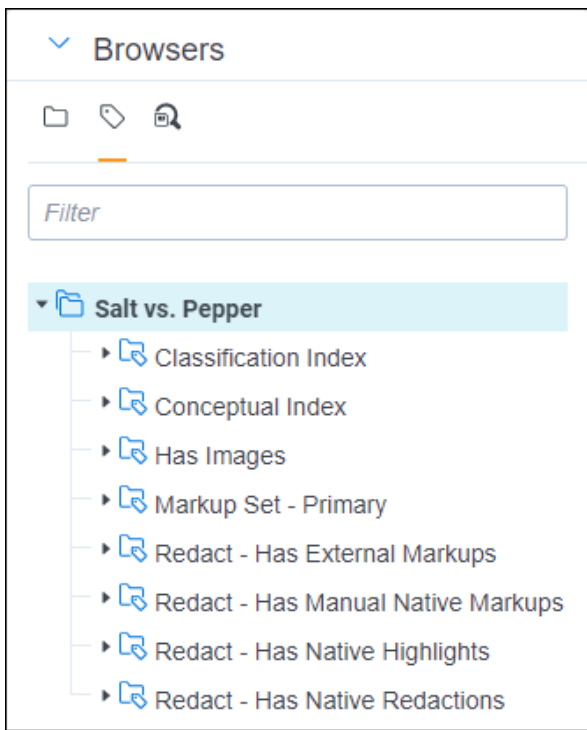 Browsers
Filter
Salt vs. Pepper
Classification Index
Conceptual Index
Has Images
Markup Set - Primary
Redact - Has External Markups
Redact - Has Manual Native Markups
Redact - Has Native Highlights
Redact - Has Native Redactions